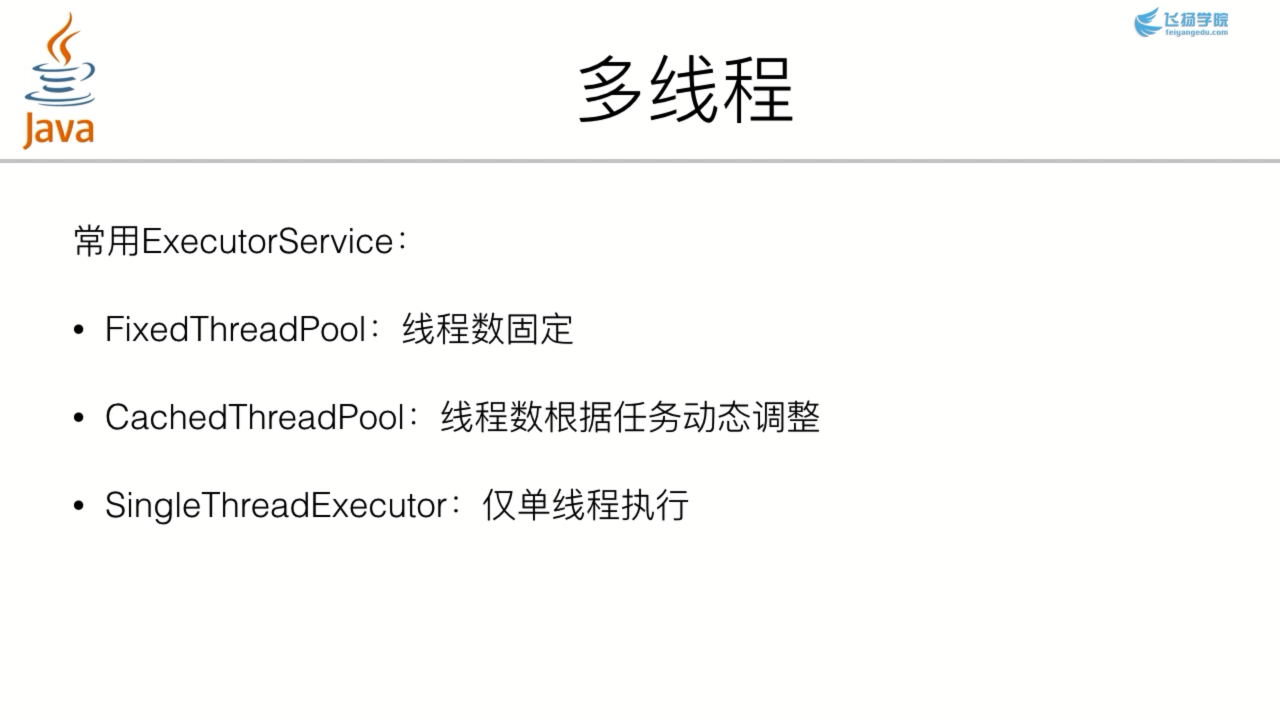 Java
飞扬学院
feiyangedu.com
多线程
常用ExecutorService：
• FixedThreadPool：线程数固定
• CachedThreadPool：线程数根据任务动态调整
• SingleThreadExecutor：仅单线程执行